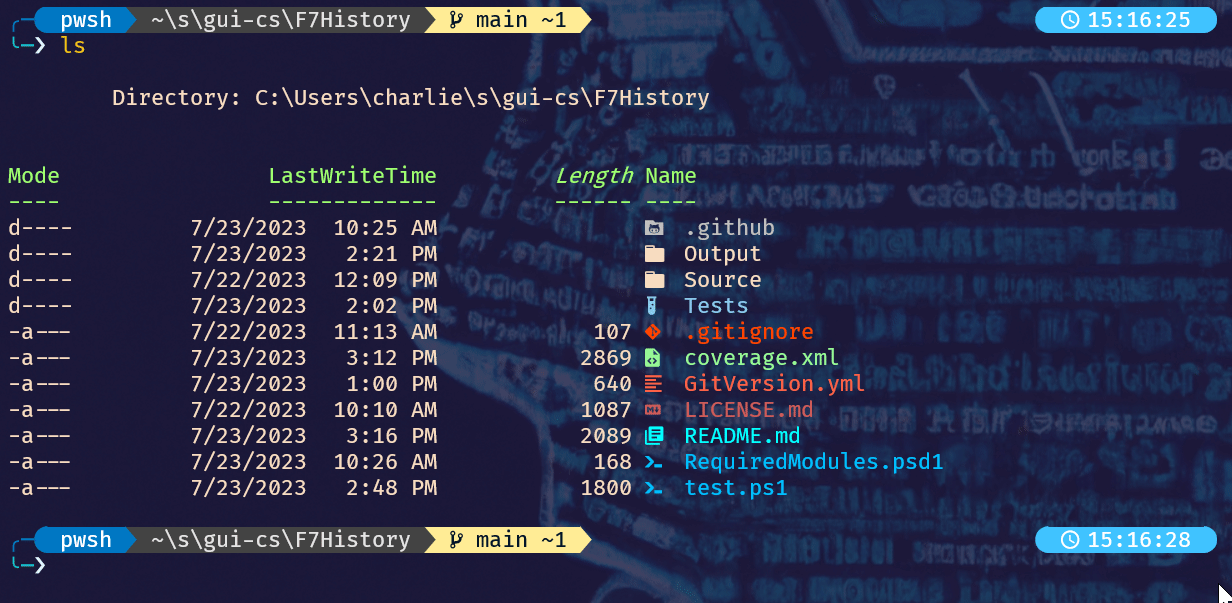 pwsh ~\s\gui-cs\F7History main ~1 15:16:25
❯ ls
Directory: C:\Users\charlie\s\gui-cs\F7History
Mode LastWriteTime Length Name
---- ------------- ------ ----
d---- 7/23/2023 10:25 AM .github
d---- 7/23/2023 2:21 PM Output
d---- 7/22/2023 12:09 PM Source
d---- 7/23/2023 2:02 PM Tests
-a--- 7/22/2023 11:13 AM 107 .gitignore
-a--- 7/23/2023 3:12 PM 2869 coverage.xml
-a--- 7/23/2023 1:00 PM 640 GitVersion.yml
-a--- 7/22/2023 10:10 AM 1087 LICENSE.md
-a--- 7/23/2023 3:16 PM 2089 README.md
-a--- 7/23/2023 10:26 AM 168 RequiredModules.psd1
-a--- 7/23/2023 2:48 PM 1800 test.ps1
pwsh ~\s\gui-cs\F7History main ~1 15:16:28
❯